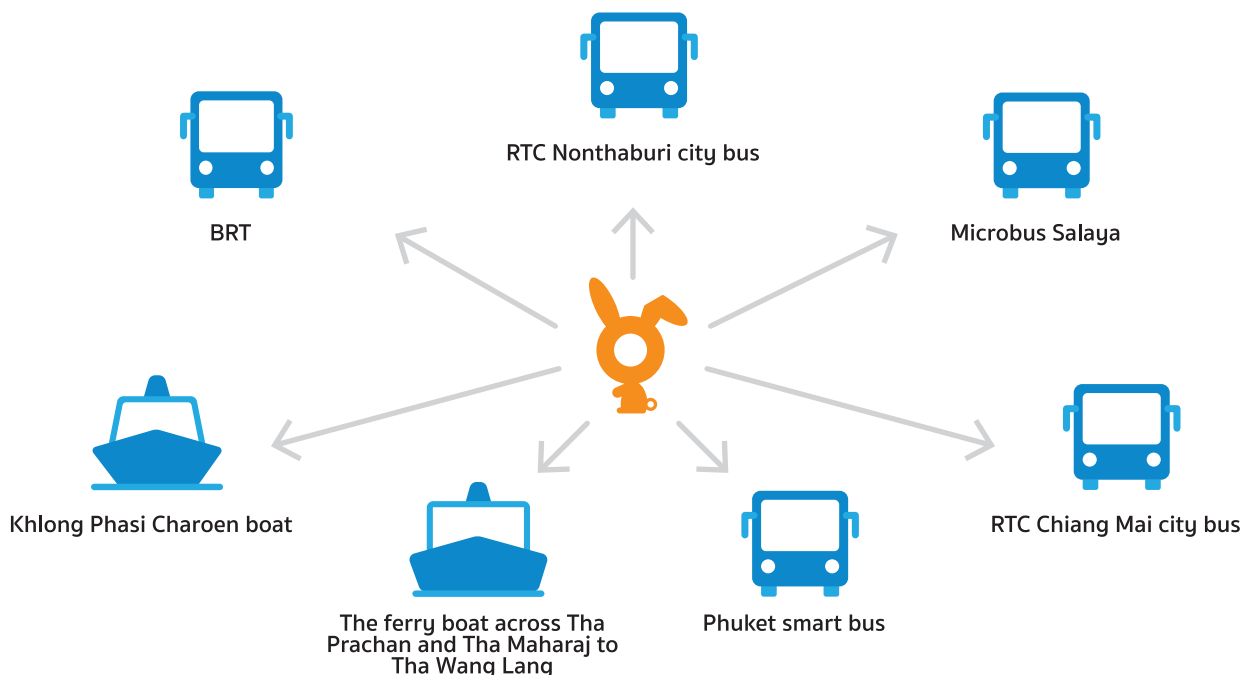 RTC Nonthaburi city bus
BRT
Microbus Salaya
Khlong Phasi Charoen boat
RTC Chiang Mai city bus
The ferry boat across Tha
Prachan and Tha Maharaj to
Tha Wang Lang
Phuket smart bus